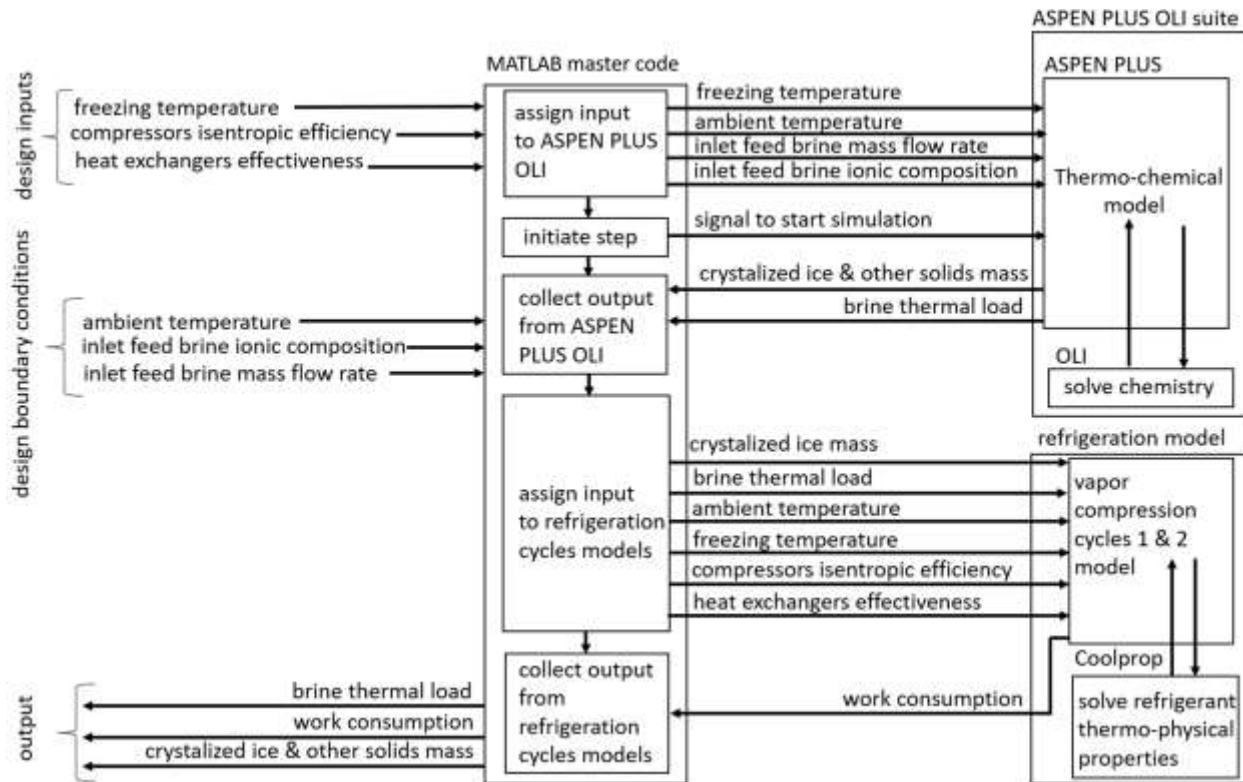 ASPEN PLUS OLI suite
MATLAB master code
ASPEN PLUS
design inputs
freezing temperature
compressors isentropic efficiency
heat exchangers effectiveness
assign input
to ASPEN PLUS
OLI
freezing temperature
ambient temperature
inlet feed brine mass flow rate
inlet feed brine ionic composition
Thermo-chemical
model
initiate step
signal to start simulation
design boundary conditions
ambient temperature
inlet feed brine ionic composition
inlet feed brine mass flow rate
collect output
from ASPEN
PLUS OLI
crystalized ice & other solids mass
brine thermal load
OLI
solve chemistry
assign input
to refrigeration
cycles models
crystalized ice mass
brine thermal load
ambient temperature
freezing temperature
compressors isentropic efficiency
heat exchangers effectiveness
refrigeration model
vapor
compression
cycles 1 & 2
model
Coolprop
solve refrigerant
thermo-physical
properties
collect output
from
refrigeration
cycles models
work consumption
output
brine thermal load
work consumption
crystalized ice & other solids mass